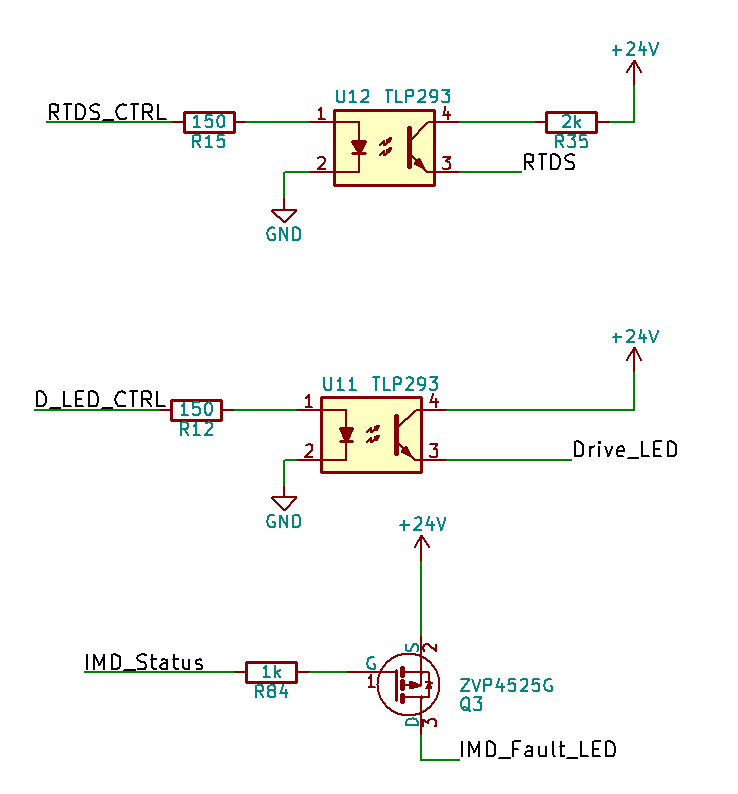 +24V
U12 TLP293
RTDS_CTRL 150 1 4 2k
R15 R35
2 3 RTDS
GND
+24V
U11 TLP293
D_LED_CTRL 150 1 4
R12
2 3 Drive_LED
GND
+24V
S 2
IMD_Status 1k G
R84 1 ZVP4525G
Q3
D 3
IMD_Fault_LED